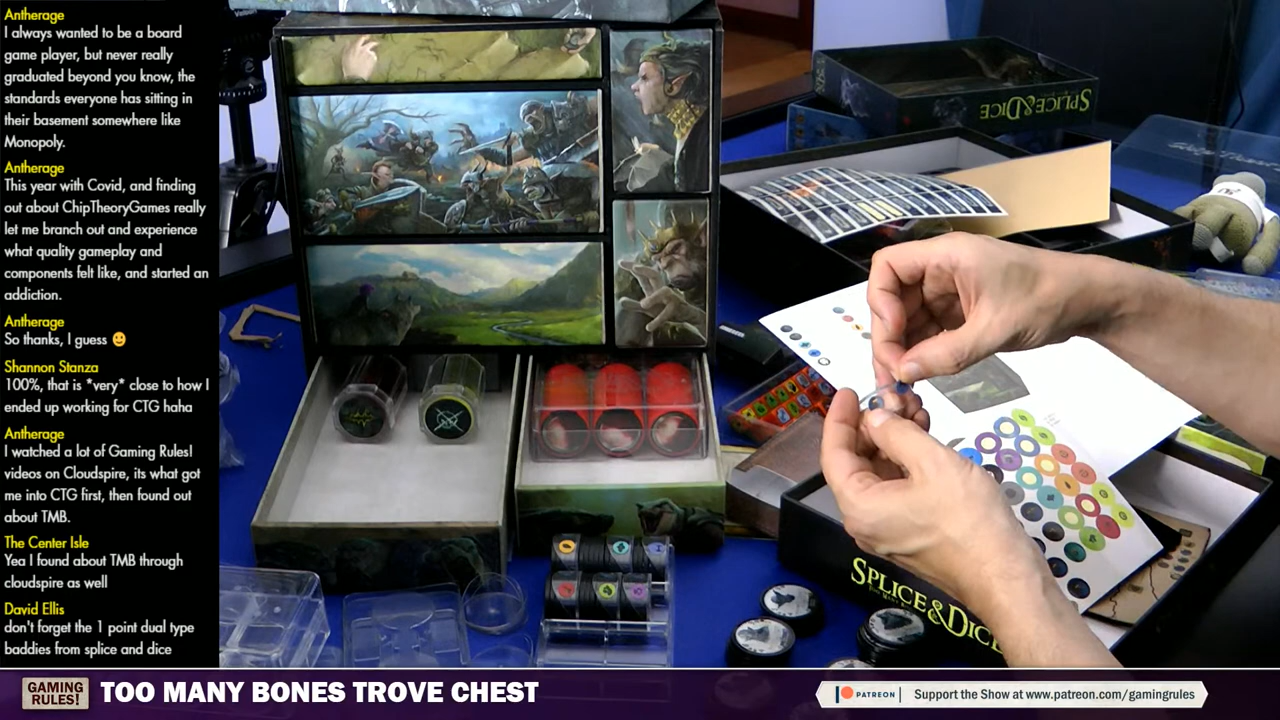 Antherage
I always wanted to be a board
game player, but never really
graduated beyond you know, the
standards everyone has sitting in
their basement somewhere like
Monopoly.
Antherage
This year with Covid, and finding
out about ChipTheoryGames really
let me branch out and experience
what quality gameplay and
components felt like, and started an
addiction.
Antherage
So thanks, I guess 🙂
Shannon Stanza
100%, that is *very* close to how I
ended up working for CTG haha
Antherage
I watched a lot of Gaming Rules!
videos on Cloudspire, its what got
me into CTG first, then found out
about TMB.
The Center Isle
Yea I found about TMB through
cloudspire as well
David Ellis
don't forget the 1 point dual type
baddies from splice and dice
SPLICE & DICE
SPLICE & DICE
GAMING
RULES!
TOO MANY BONES TROVE CHEST
PATREON
Support the Show at www.patreon.com/gamingrules